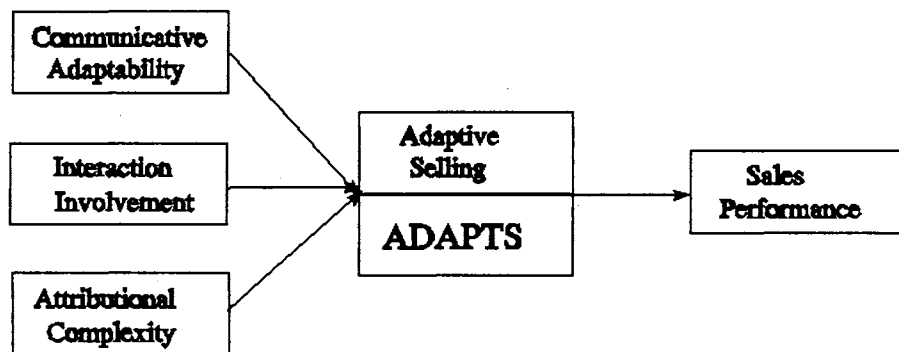 Communicative
Adaptability
Interaction
Involvement
Attributional
Complexity
Adaptive
Selling
ADAPTS
Sales
Performance